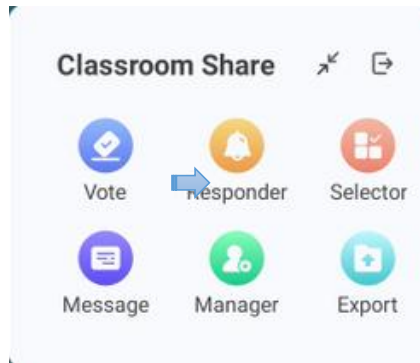 Classroom Share
Vote Responder Selector
Message Manager Export